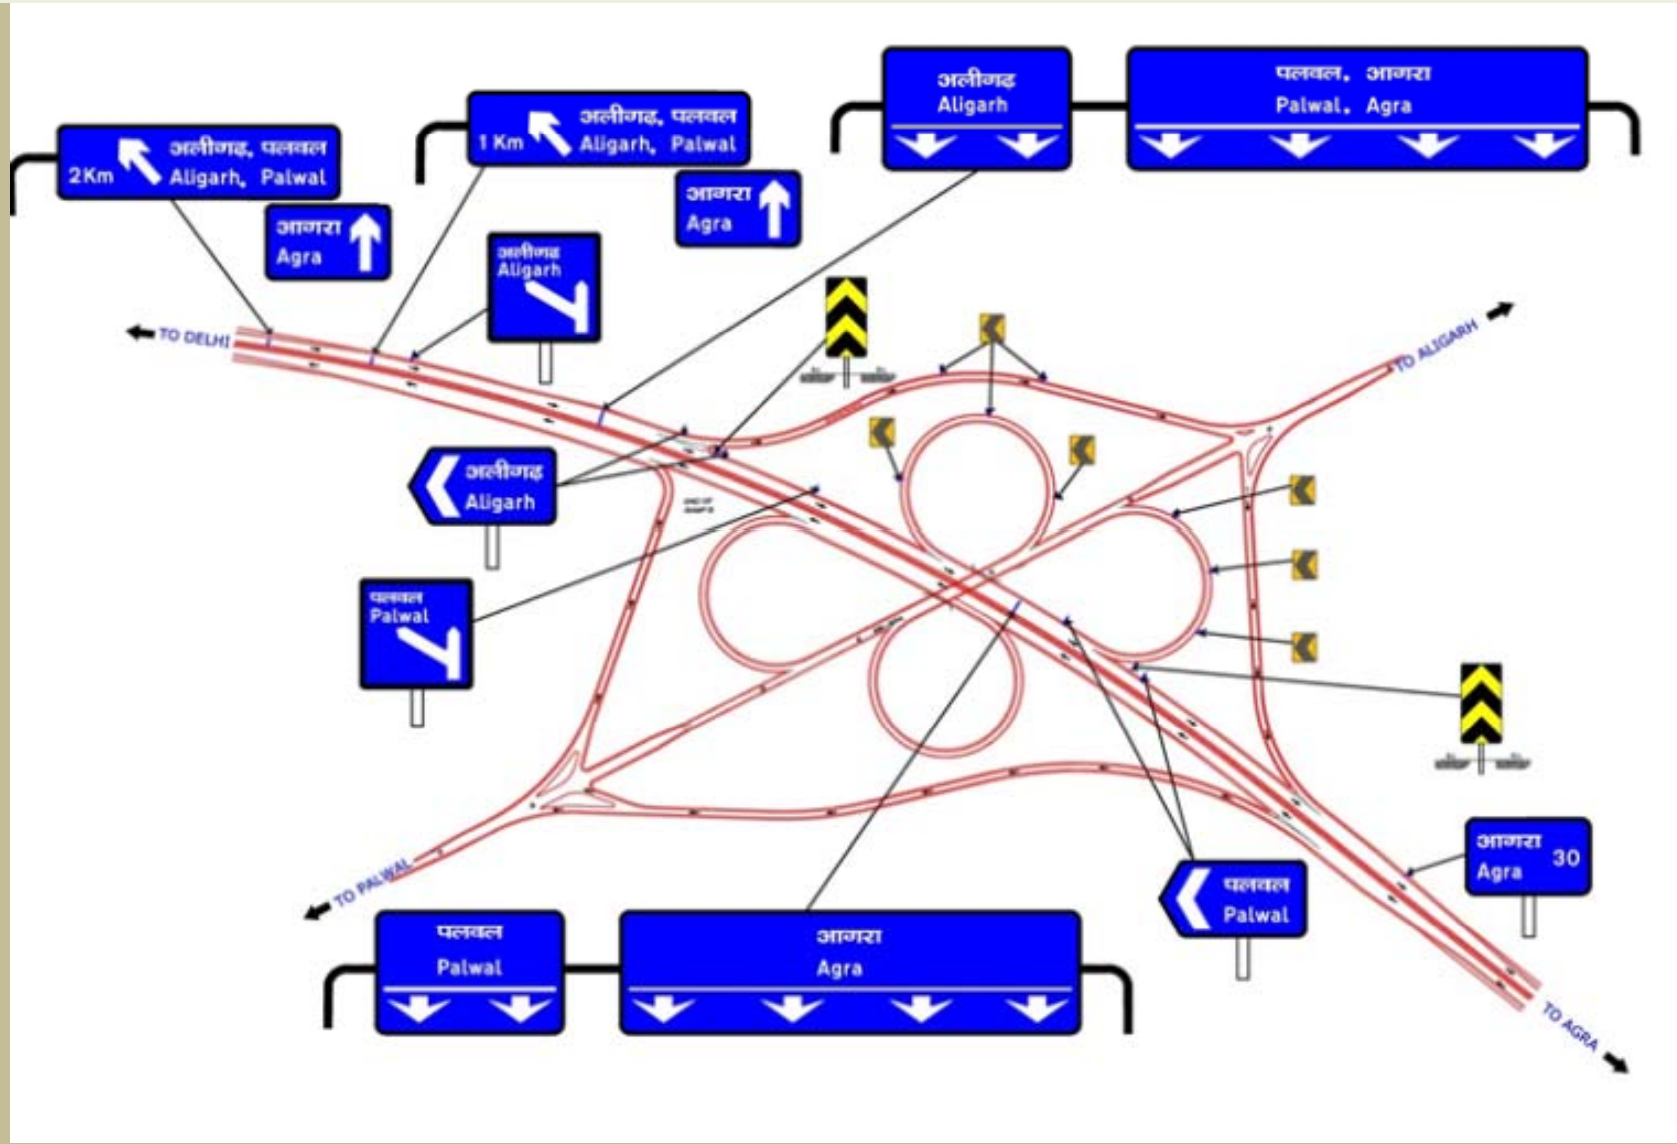 अलीगढ़
Aligarh
पलवल. आगरा
Palwal. Agra
1 Km
अलीगढ़, पलवल
Aligarh, Palwal
2Km
अलीगढ़, पलवल
Aligarh, Palwal
आगरा
Agra
आगरा
Agra
अलीगढ़
Aligarh
TO DELHI
TO ALIGARH
अलीगढ़
Aligarh
पलवल
Palwal
आगरा
Agra
30
TO PALWAL
पलवल
Palwal
पलवल
Palwal
आगरा
Agra
TO AGRA